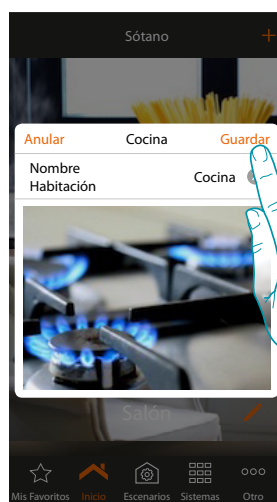 Sótano +
Anular Cocina Guardar
Nombre
Habitación
Cocina
Salón
Mis Favoritos Inicio Escenarios Sistemas Otro